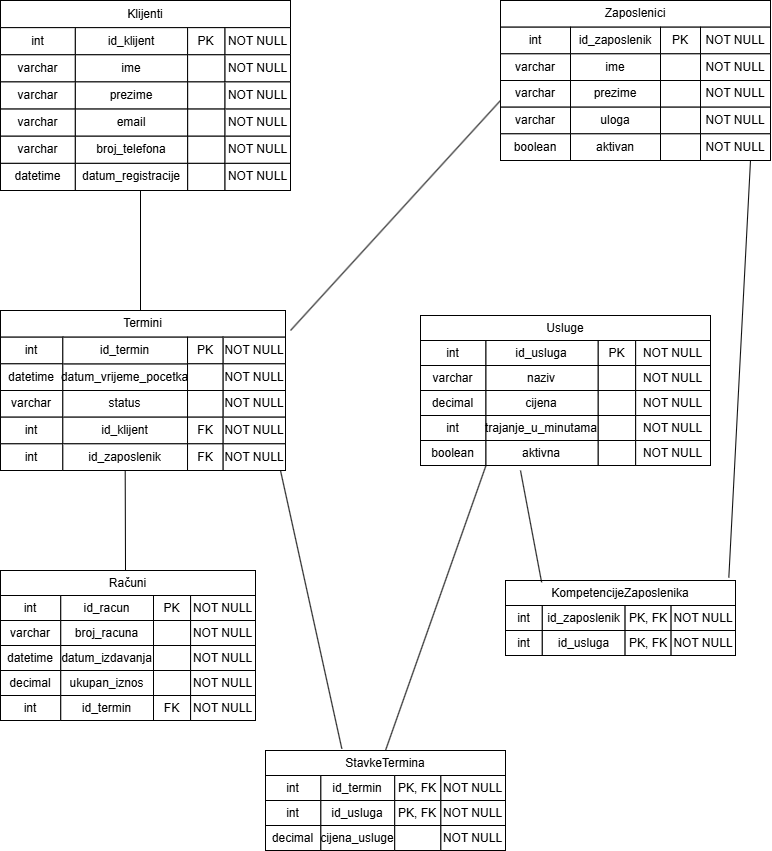 Klijenti
int id_klijent PK NOT NULL
varchar ime NOT NULL
varchar prezime NOT NULL
varchar email NOT NULL
varchar broj_telefona NOT NULL
datetime datum_registracije NOT NULL
Zaposlenici
int id_zaposlenik PK NOT NULL
varchar ime NOT NULL
varchar prezime NOT NULL
varchar uloga NOT NULL
boolean aktivan NOT NULL
Termini
int id_termin PK NOT NULL
datetime datum_vrijeme_pocetka NOT NULL
varchar status NOT NULL
int id_klijent FK NOT NULL
int id_zaposlenik FK NOT NULL
Usluge
int id_usluga PK NOT NULL
varchar naziv NOT NULL
decimal cijena NOT NULL
int trajanje_u_minutama NOT NULL
boolean aktivna NOT NULL
Računi
int id_racun PK NOT NULL
varchar broj_racuna NOT NULL
datetime datum_izdavanja NOT NULL
decimal ukupan_iznos NOT NULL
int id_termin FK NOT NULL
KompetencijeZaposlenika
int id_zaposlenik PK, FK NOT NULL
int id_usluga PK, FK NOT NULL
StavkeTermina
int id_termin PK, FK NOT NULL
int id_usluga PK, FK NOT NULL
decimal cijena_usluge NOT NULL